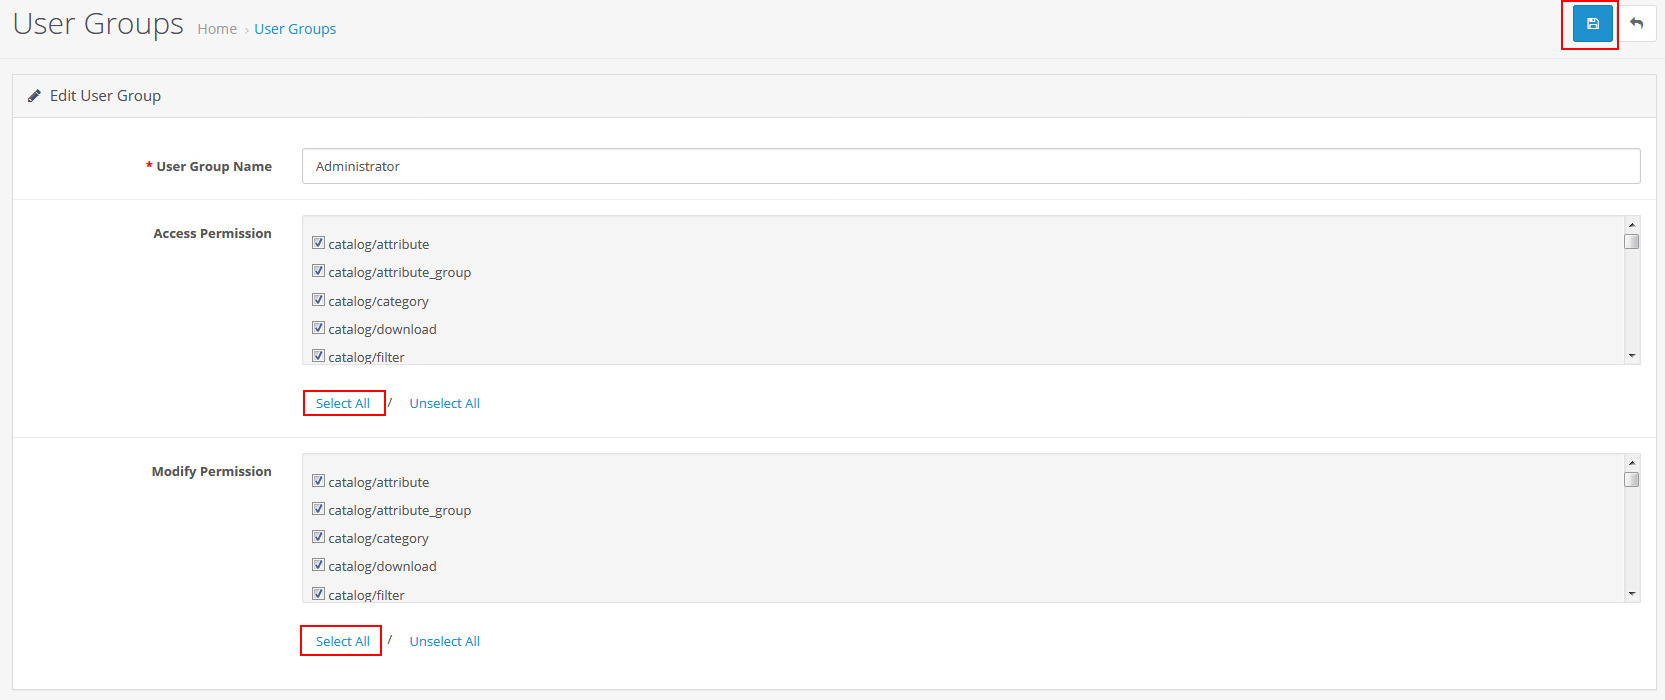 User Groups Home › User Groups
Edit User Group
* User Group Name Administrator
Access Permission
catalog/attribute
catalog/attribute_group
catalog/category
catalog/download
catalog/filter
Select All / Unselect All
Modify Permission
catalog/attribute
catalog/attribute_group
catalog/category
catalog/download
catalog/filter
Select All / Unselect All